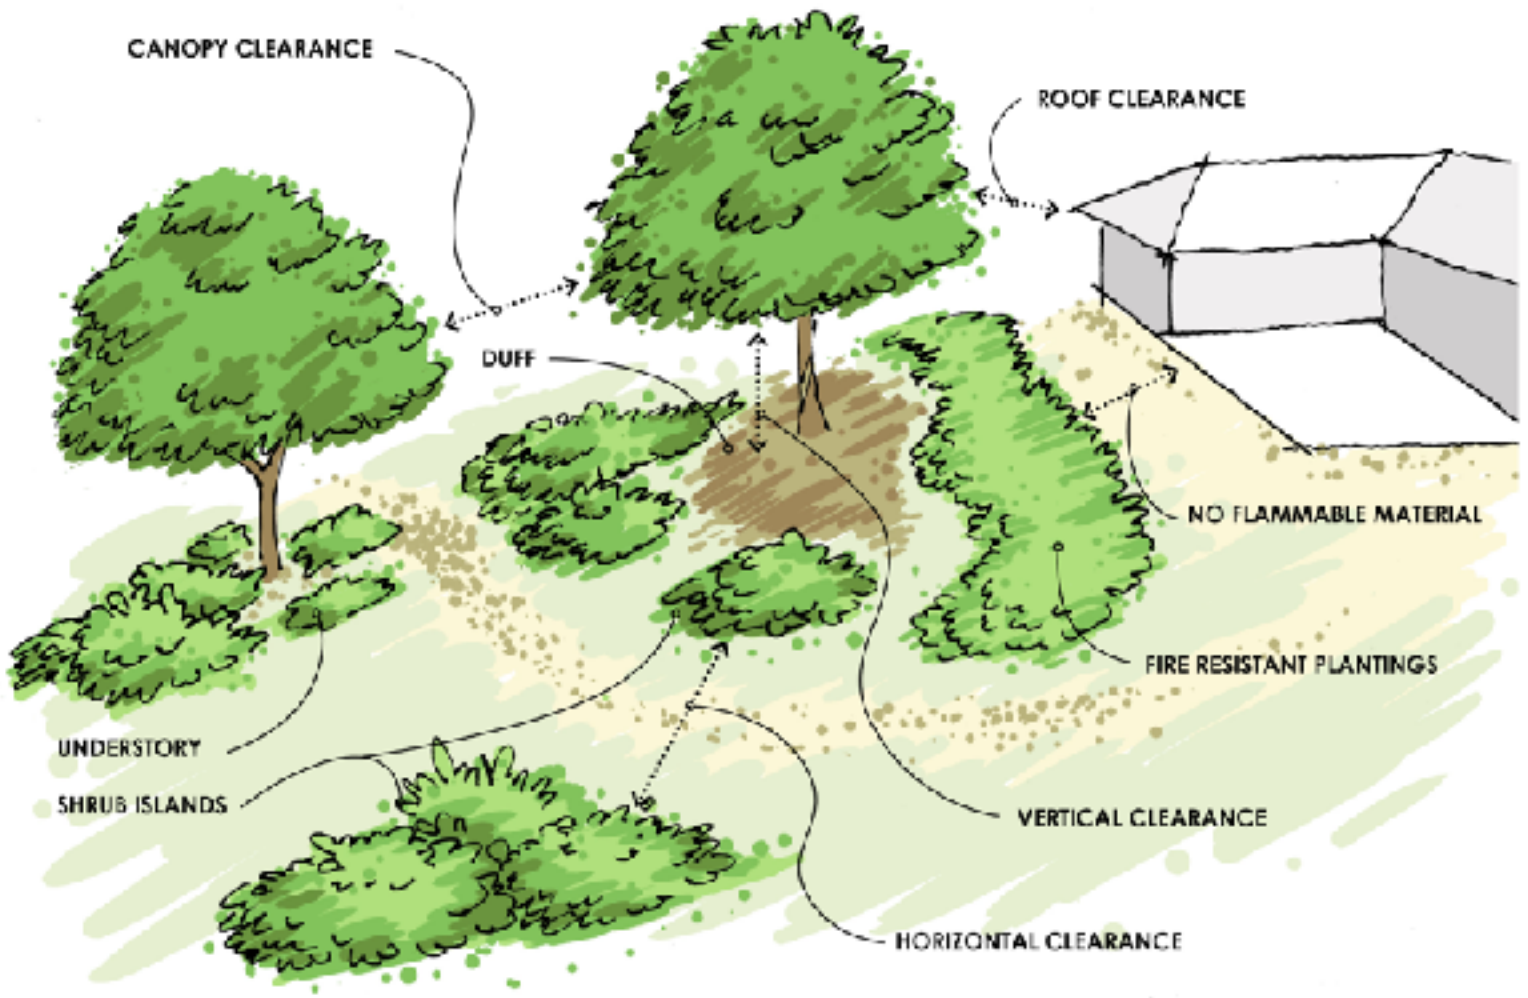 CANOPY CLEARANCE
ROOF CLEARANCE
DUFF
NO FLAMMABLE MATERIAL
FIRE RESISTANT PLANTINGS
UNDERSTORY
SHRUB ISLANDS
VERTICAL CLEARANCE
HORIZONTAL CLEARANCE